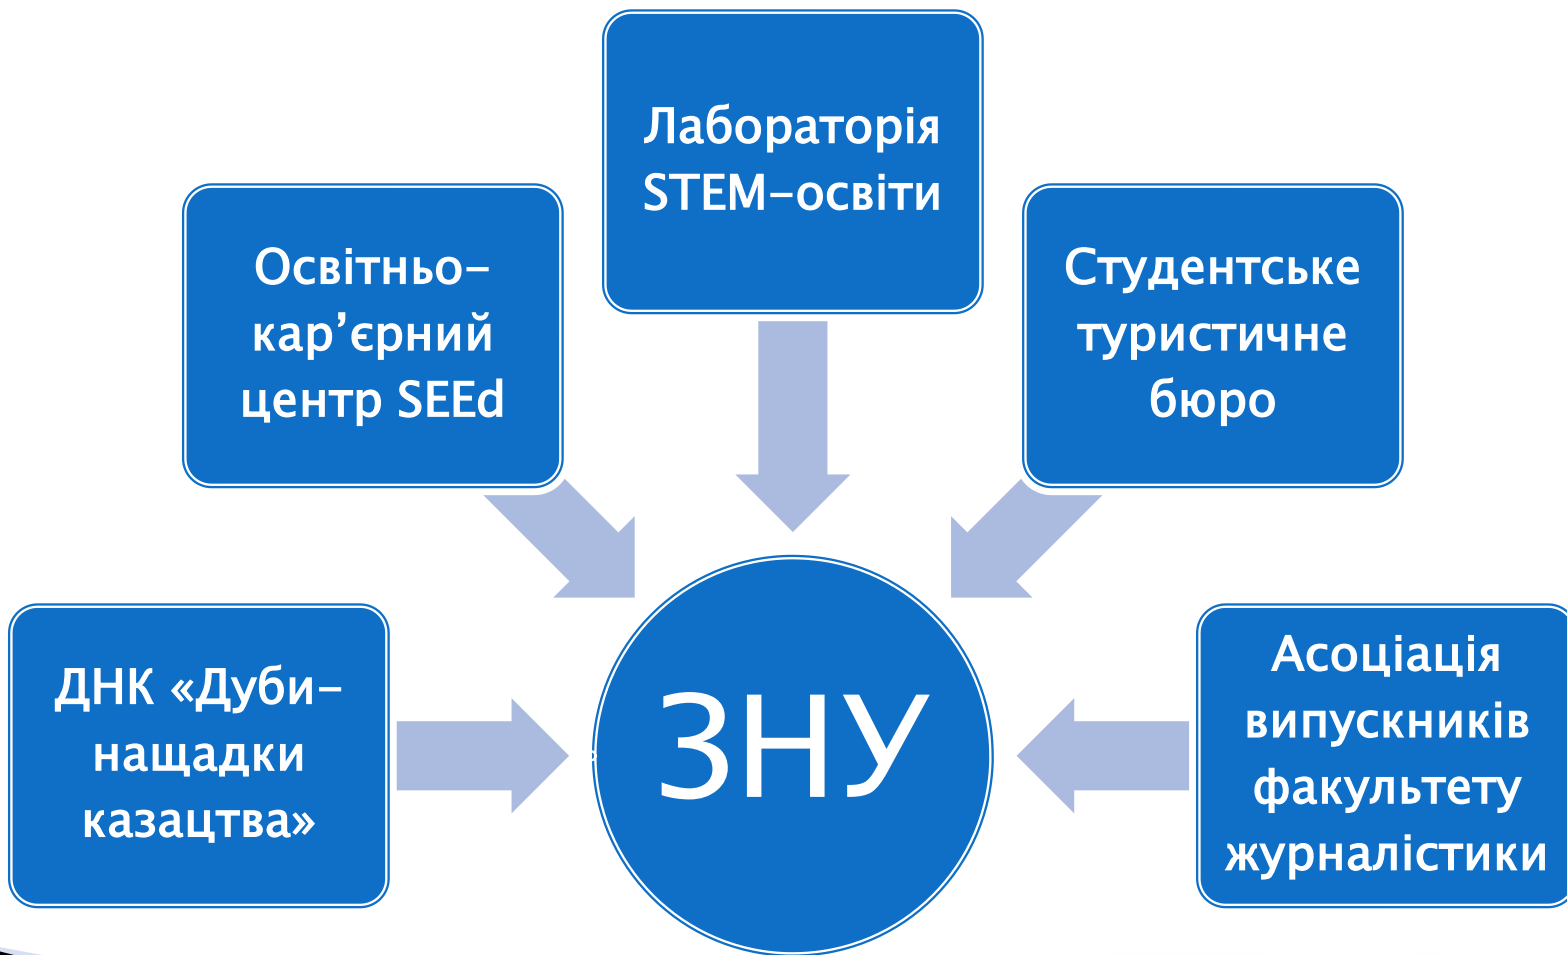 Лабораторія
STEM-освіти
Освітньо-
кар’єрний
центр SEEd
Студентське
туристичне
бюро
ДНК «Дуби-
нащадки
казацтва»
ЗНУ
Асоціація
випускників
факультету
журналістики